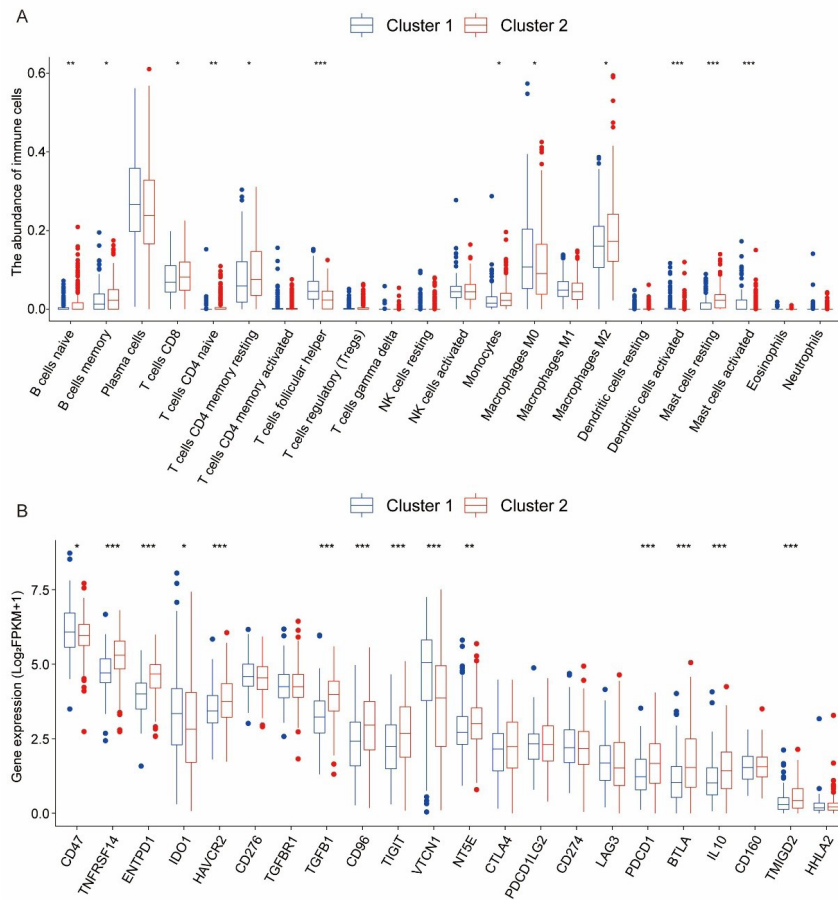 A
Cluster 1 Cluster 2
** * * ** * *** * * * *** *** ***
The abundance of immune cells
0.6
0.4
0.2
0.0
B cells naive
B cells memory
Plasma cells
T cells CD8
T cells CD4 naive
T cells CD4 memory resting
T cells CD4 memory activated
T cells follicular helper
T cells regulatory (Tregs)
T cells gamma delta
NK cells resting
NK cells activated
Monocytes
Macrophages M0
Macrophages M1
Macrophages M2
Dendritic cells resting
Dendritic cells activated
Mast cells resting
Mast cells activated
Eosinophils
Neutrophils
B
Cluster 1 Cluster 2
* *** *** * *** *** *** *** *** ** *** *** *** ***
Gene expression (Log₂FPKM+1)
7.5
5.0
2.5
0.0
CD47
TNFRSF14
ENTPD1
IDO1
HAVCR2
CD276
TGFBR1
TGFB1
CD96
TIGIT
VTCN1
NT5E
CTLA4
PDCD1LG2
CD274
LAG3
PDCD1
BTLA
IL10
CD160
TMIGD2
HHLA2